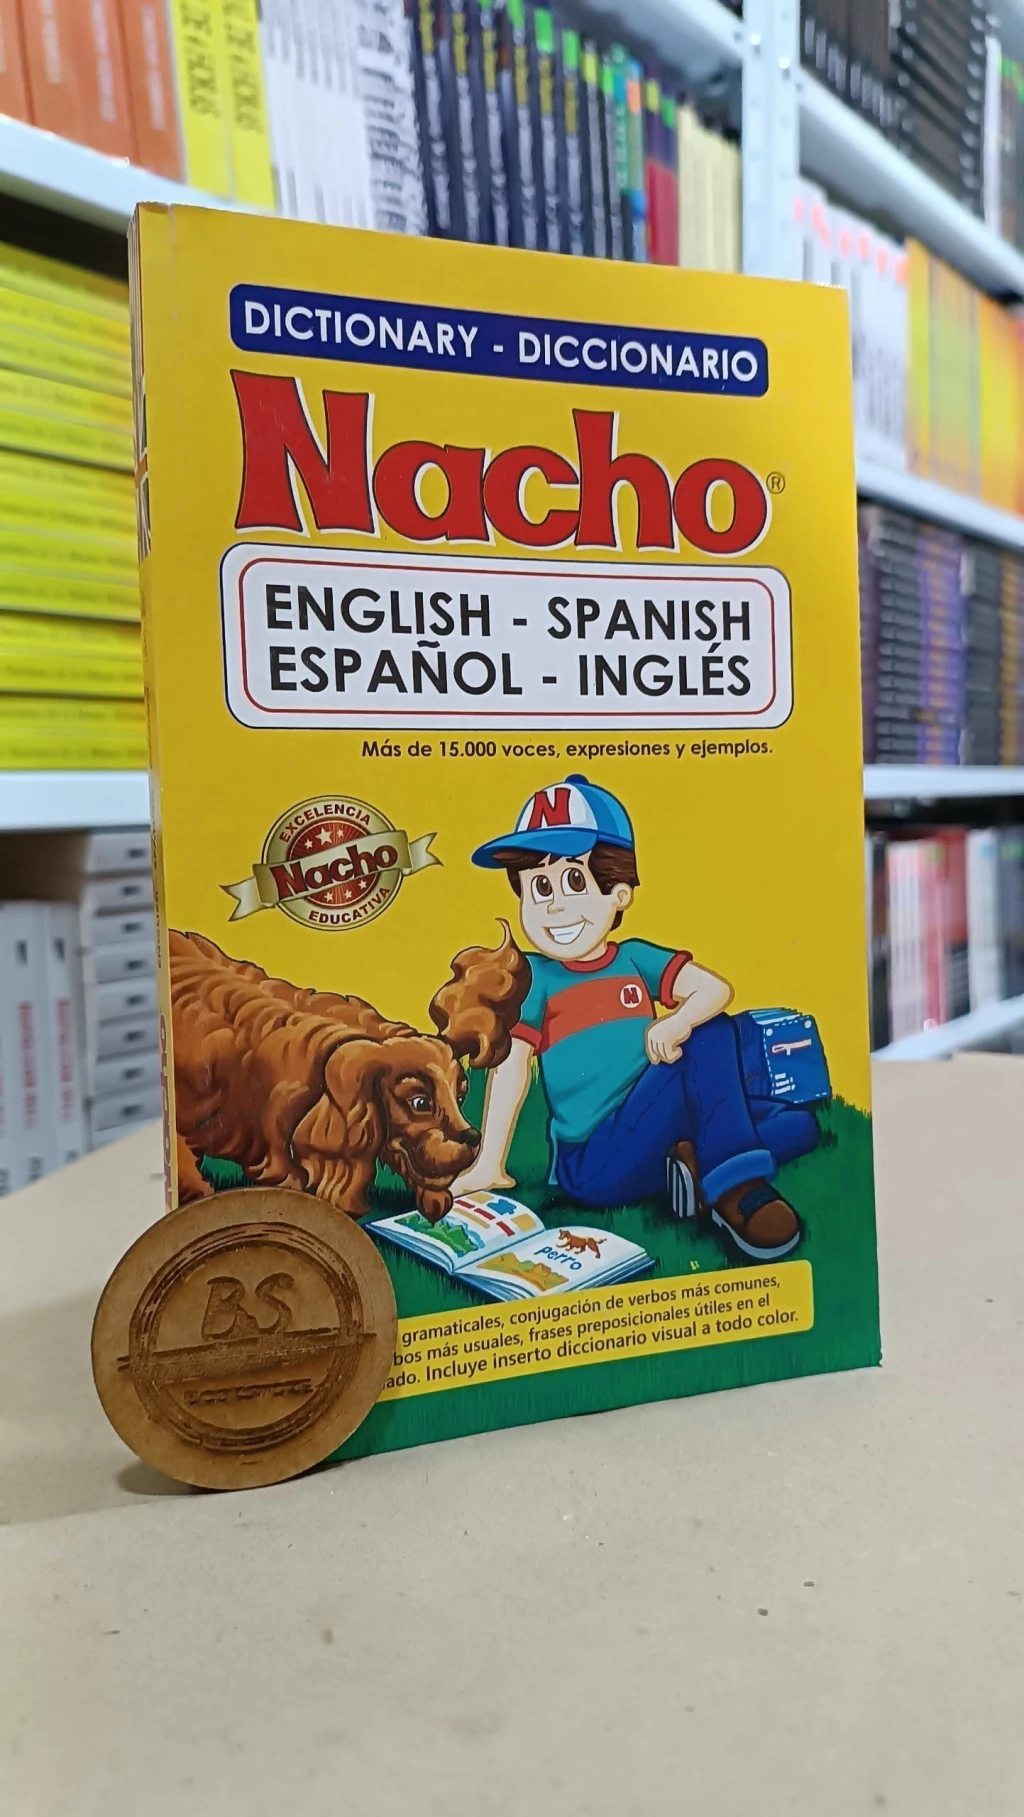 DICTIONARY - DICCIONARIO
Nacho®
ENGLISH - SPANISH
ESPAÑOL - INGLÉS
Más de 15.000 voces, expresiones y ejemplos.
N
EXCELENCIA
Nacho
EDUCATIVA
N
perro
gramaticales, conjugación de verbos más comunes,
bos más usuales, frases preposicionales útiles en el
ado. Incluye inserto diccionario visual a todo color.
BS
BOOKSTORE